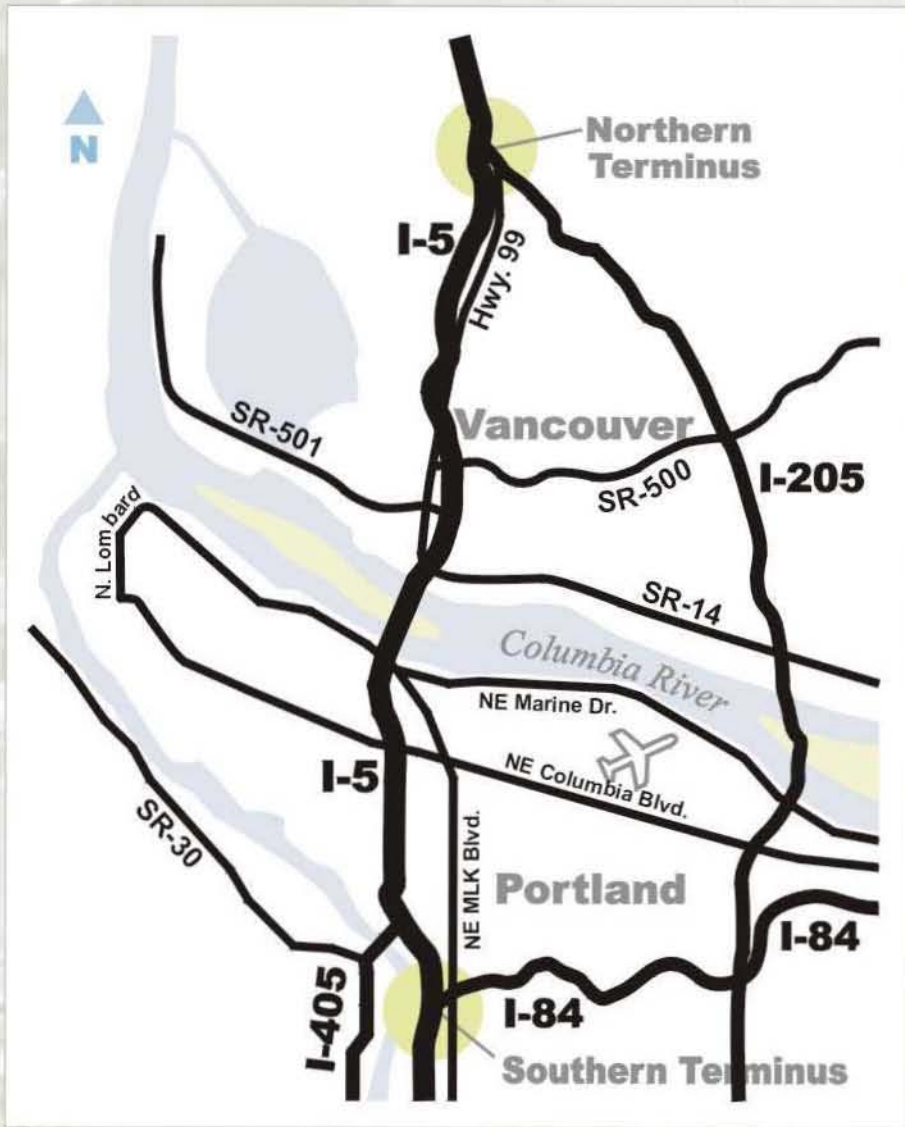 N
Northern
Terminus
I-5
Hwy. 99
SR-501
Vancouver
SR-500
I-205
N. Lombard
SR-14
Columbia River
NE Marine Dr.
I-5
NE Columbia Blvd.
SR-30
NE MLK Blvd.
Portland
I-84
I-405
I-84
Southern Terminus